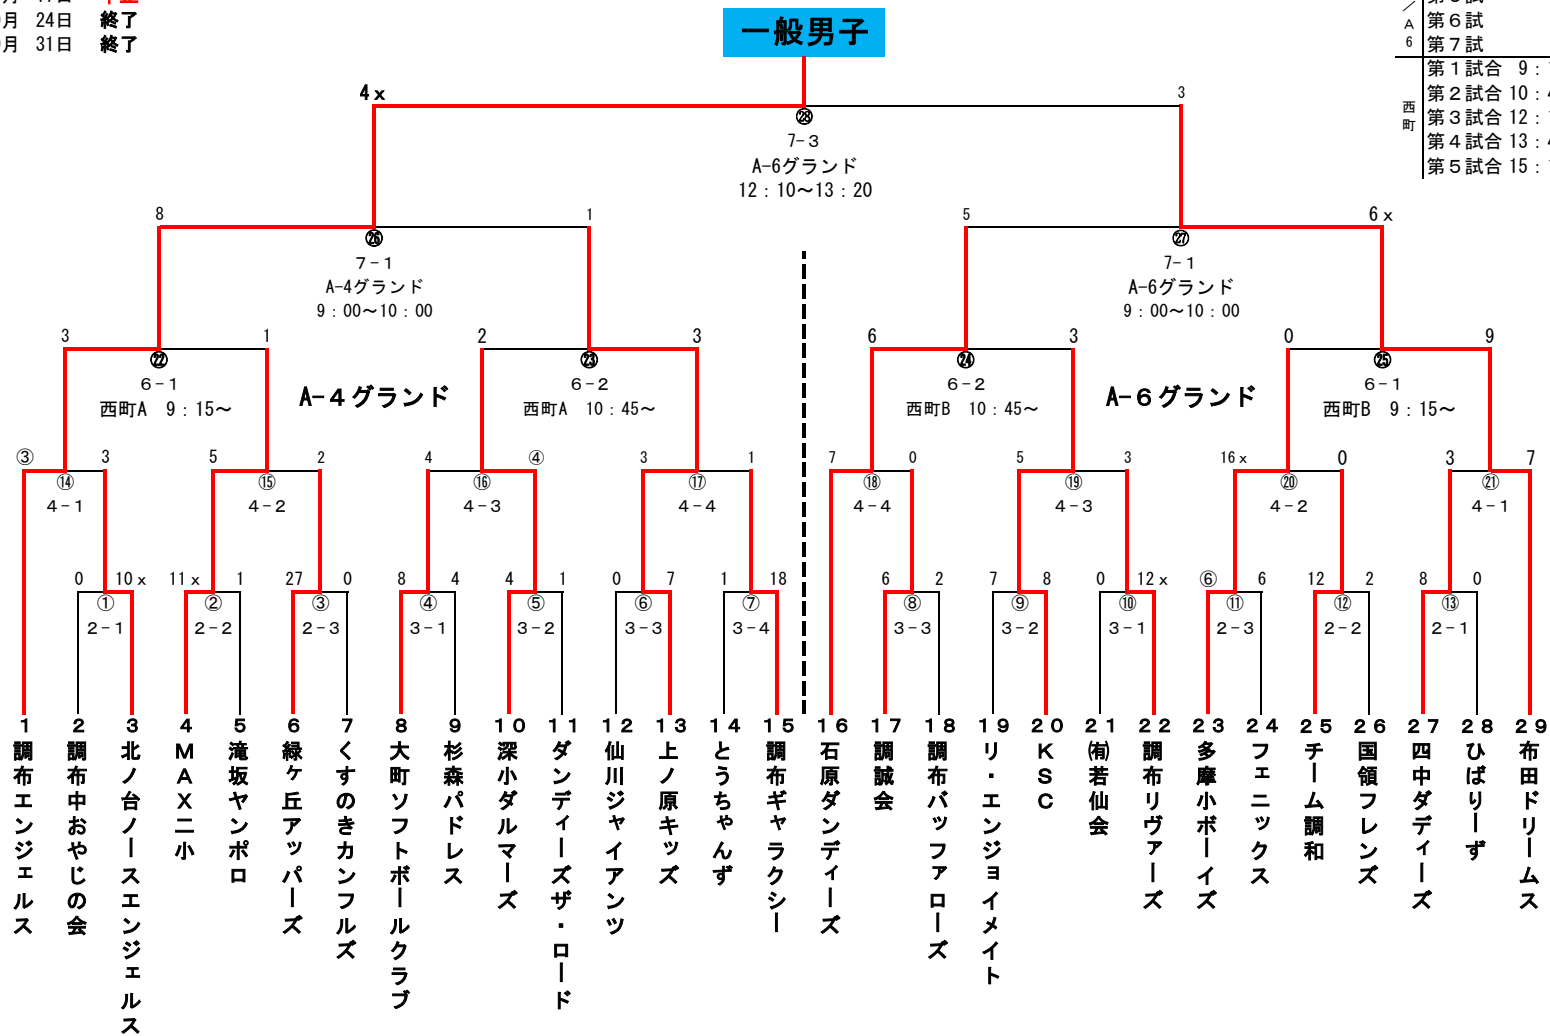 24日 終了
31日 終了
一般男子
第６試
第７試
第１試合 9：
第２試合 10：
第３試合 12：
第４試合 13：
第５試合 15：
西町
A
6
4x 3
㉘
7-3
A-6グランド
12：10～13：20
8 1
5 6x
㉖
7-1
A-4グランド
9：00～10：00
㉗
7-1
A-6グランド
9：00～10：00
3 1 2 3 6 3 0 9
㉒ ㉓ ㉔ ㉕
6-1 6-2 6-2 6-1
西町A 9：15～
西町A 10：45～
西町B 10：45～
西町B 9：15～
A-４グランド
A-６グランド
③ 3 5 2 4 ④ 3 1 7 0 5 3 16x 0 3 7
⑭ ⑮ ⑯ ⑰ ⑱ ⑲ ⑳ ㉑
4-1 4-2 4-3 4-4 4-4 4-3 4-2 4-1
0 10x 11x 1 27 0 8 4 4 1 0 7 1 18 6 2 7 8 0 12x ⑥ 6 12 2 8 0
① ② ③ ④ ⑤ ⑥ ⑦ ⑧ ⑨ ⑩ ⑪ ⑫ ⑬
2-1 2-2 2-3 3-1 3-2 3-3 3-4 3-3 3-2 3-1 2-3 2-2 2-1
１ 調布エンジェルス
２ 調布中おやじの会
３ 北ノ台ノースエンジェルス
４ ＭＡＸ二小
５ 滝坂ヤンポロ
６ 緑ヶ丘アッパーズ
７ くすのきカンフルズ
８ 大町ソフトボールクラブ
９ 杉森パドレス
１０ 深小ダルマーズ
１１ ダンディーズザ・ロード
１２ 仙川ジャイアンツ
１３ 上ノ原キッズ
１４ とうちゃんず
１５ 調布ギャラクシー
１６ 石原ダンディーズ
１７ 調誠会
１８ 調布バッファローズ
１９ リ・エンジョイメイト
２０ ＫＳＣ
２１ ㈲若仙会
２２ 調布リヴァーズ
２３ 多摩小ボーイズ
２４ フェニックス
２５ チーム調和
２６ 国領フレンズ
２７ 四中ダディーズ
２８ ひばりーず
２９ 布田ドリームス